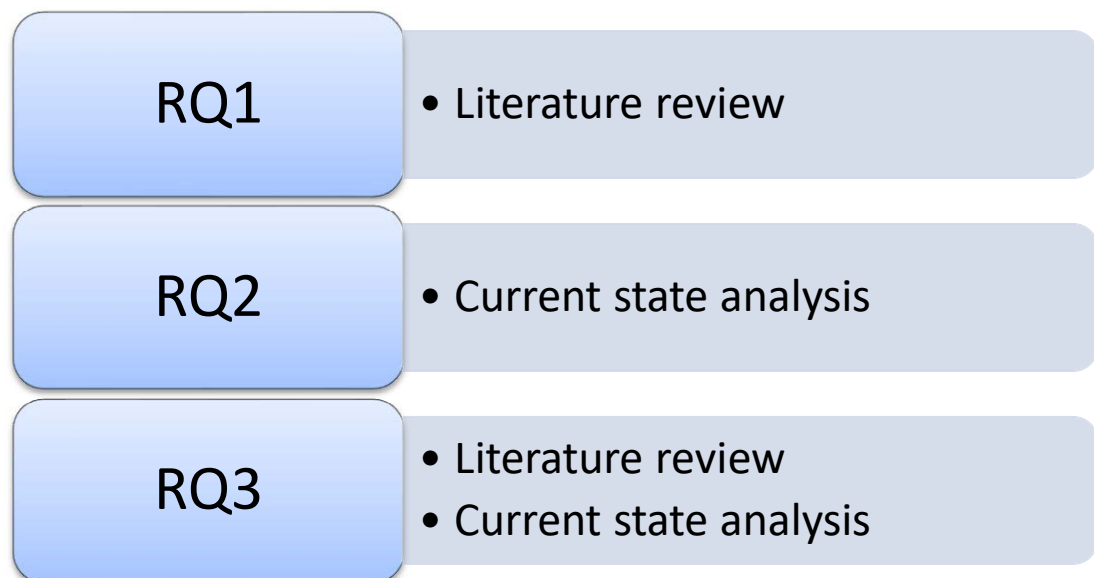 RQ1
• Literature review
RQ2
• Current state analysis
RQ3
• Literature review
• Current state analysis